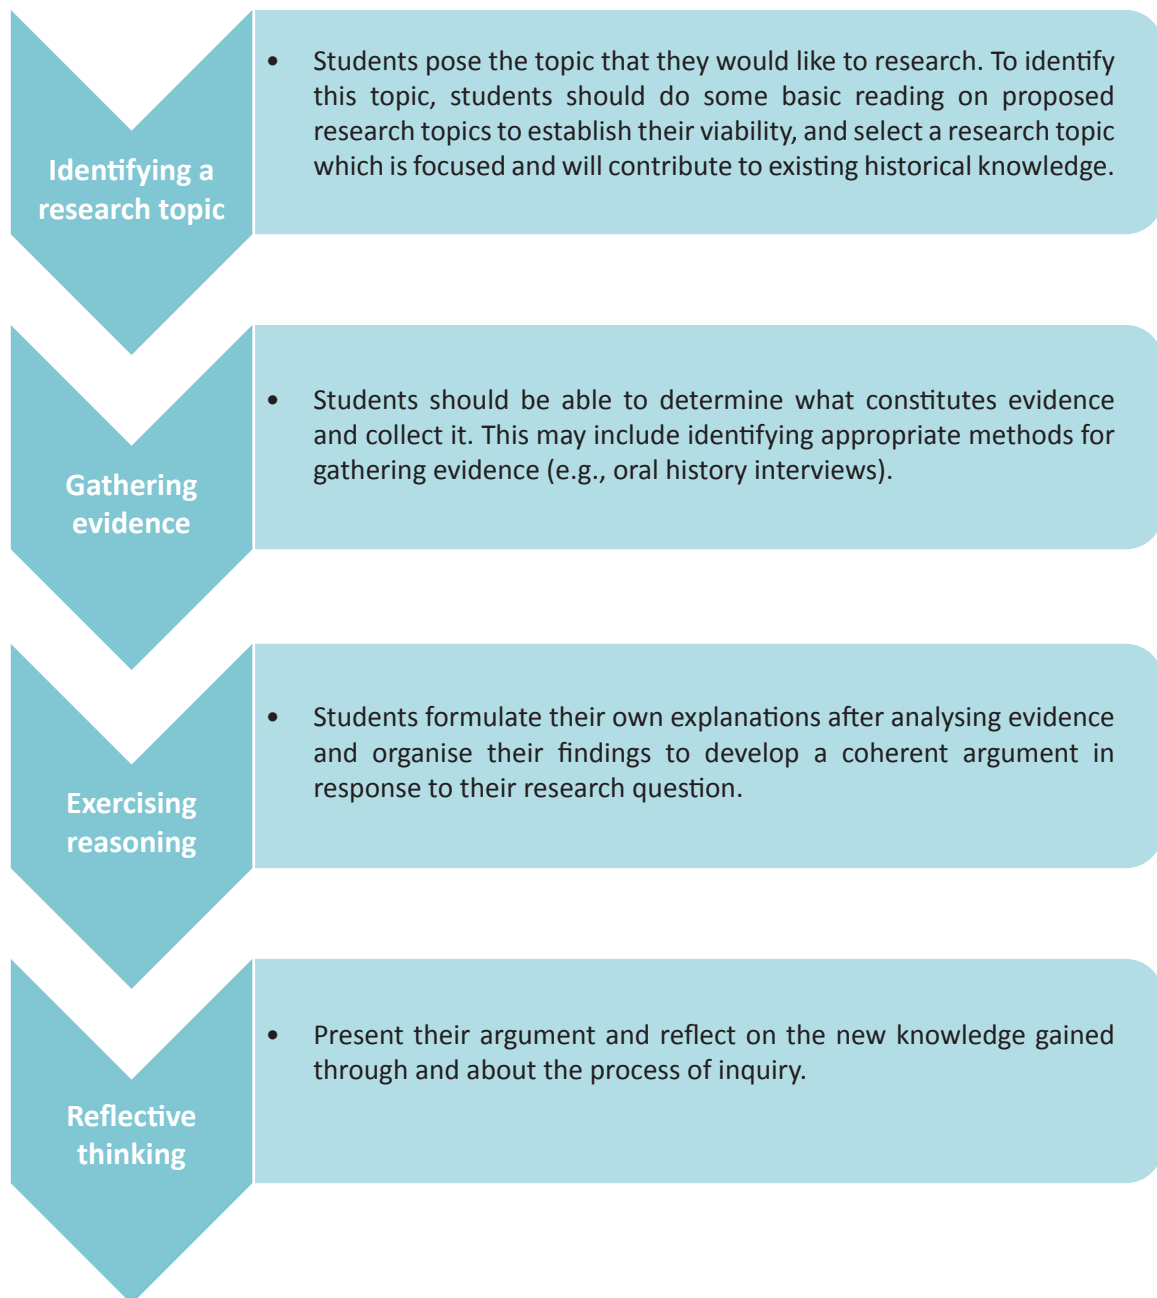 Identifying a
research topic
• Students pose the topic that they would like to research. To identify
this topic, students should do some basic reading on proposed
research topics to establish their viability, and select a research topic
which is focused and will contribute to existing historical knowledge.
Gathering
evidence
• Students should be able to determine what constitutes evidence
and collect it. This may include identifying appropriate methods for
gathering evidence (e.g., oral history interviews).
Exercising
reasoning
• Students formulate their own explanations after analysing evidence
and organise their findings to develop a coherent argument in
response to their research question.
Reflective
thinking
• Present their argument and reflect on the new knowledge gained
through and about the process of inquiry.